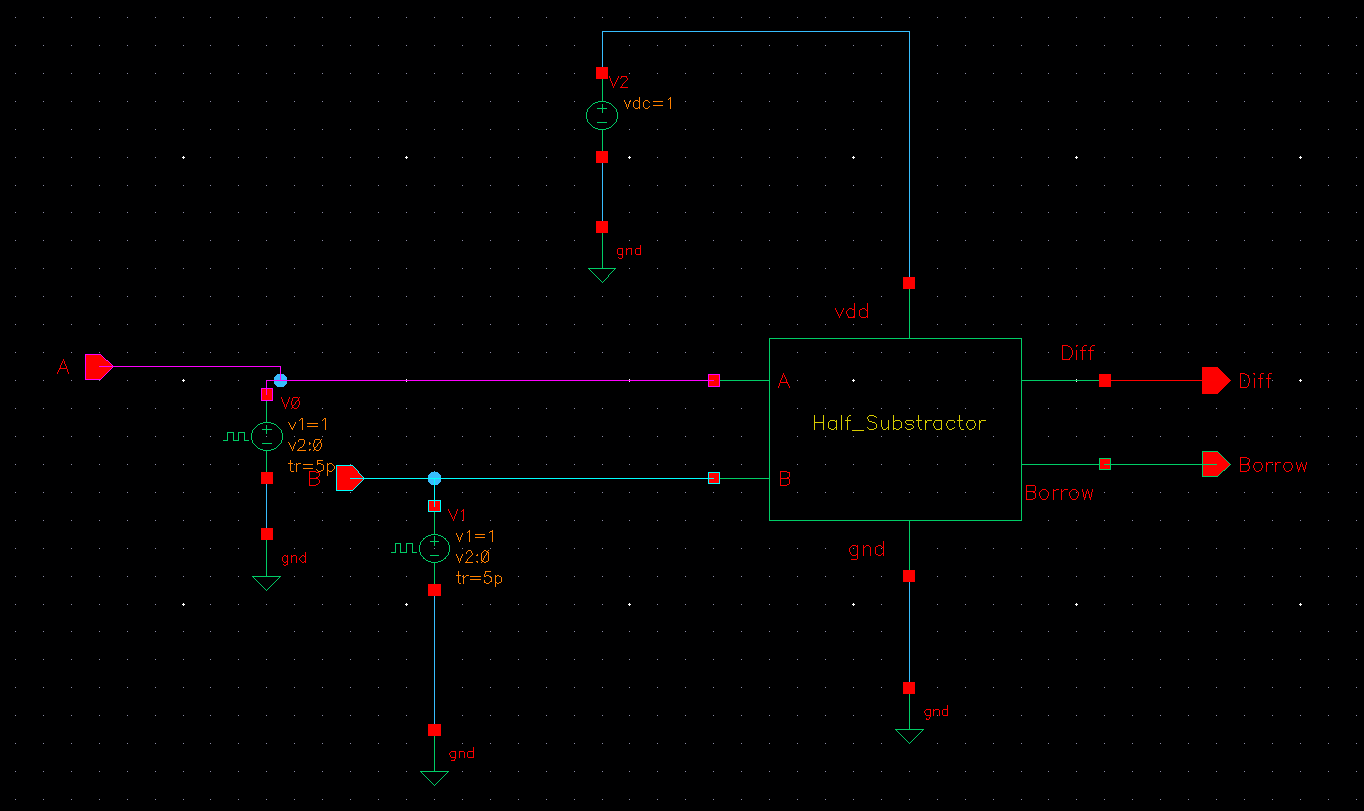 V2
vdc=1
gnd
vdd
A
Diff
A
Diff
V0
v1=1
v2:0
tr=5p
Half_Substractor
B
B
Borrow
Borrow
V1
v1=1
v2:0
tr=5p
gnd
gnd
gnd
gnd